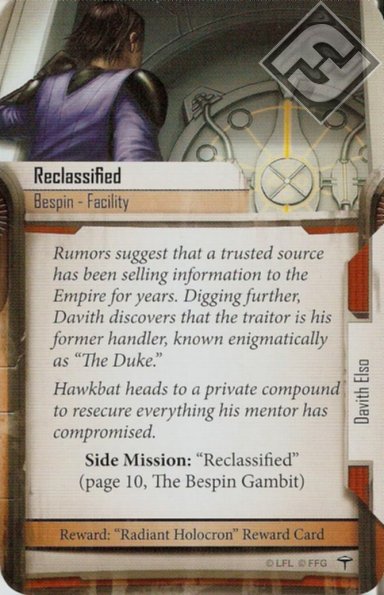 Reclassified
Bespin - Facility
Rumors suggest that a trusted source
has been selling information to the
Empire for years. Digging further,
Davith discovers that the traitor is his
former handler, known enigmatically
as “The Duke.”
Hawkbat heads to a private compound
to resecure everything his mentor has
compromised.
Side Mission: “Reclassified”
(page 10, The Bespin Gambit)
Davith Elso
Reward: “Radiant Holocron” Reward Card
© LFL © FFG